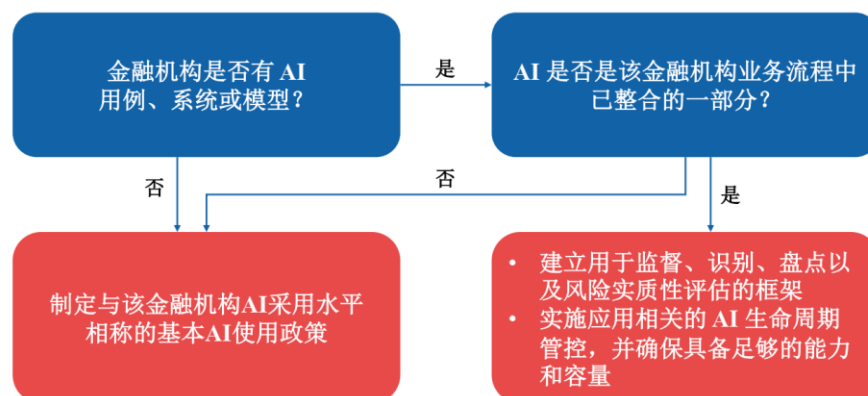 金融机构是否有 AI
用例、系统或模型？
是
AI 是否是该金融机构业务流程中
已整合的一部分？
否
否
是
制定与该金融机构AI采用水平
相称的基本AI使用政策
• 建立用于监督、识别、盘点以
及风险实质性评估的框架
• 实施应用相关的 AI 生命周期
管控，并确保具备足够的能力
和容量